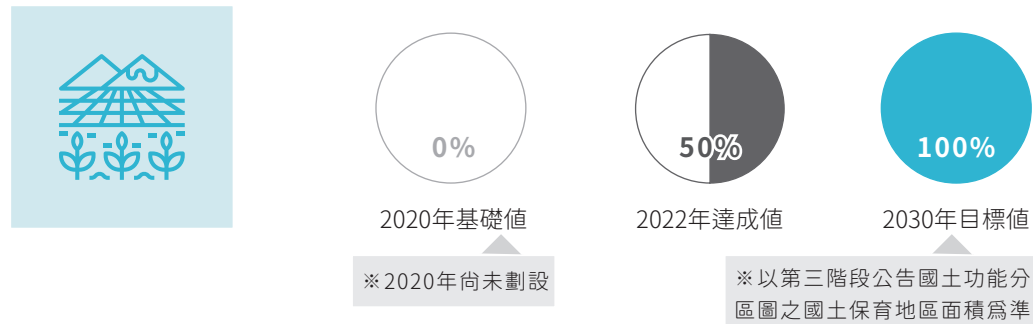 0%
50%
100%
2020年基礎值
2022年達成值
2030年目標值
※2020年尚未劃設
※以第三階段公告國土功能分
區圖之國土保育地區面積為準